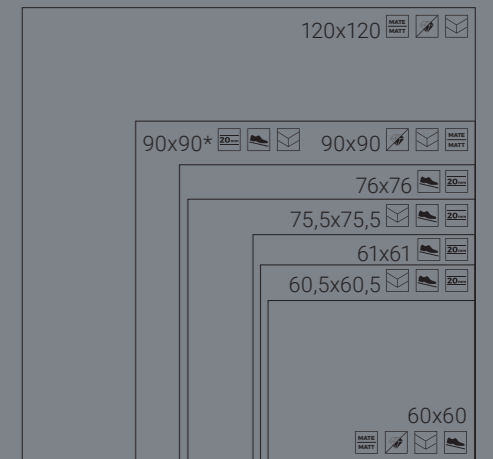 120x120 MATE MATT
90x90* 20mm 90x90 MATE MATT
76x76 20mm
75,5x75,5 20mm
61x61 20mm
60,5x60,5 20mm
60x60
MATE MATT